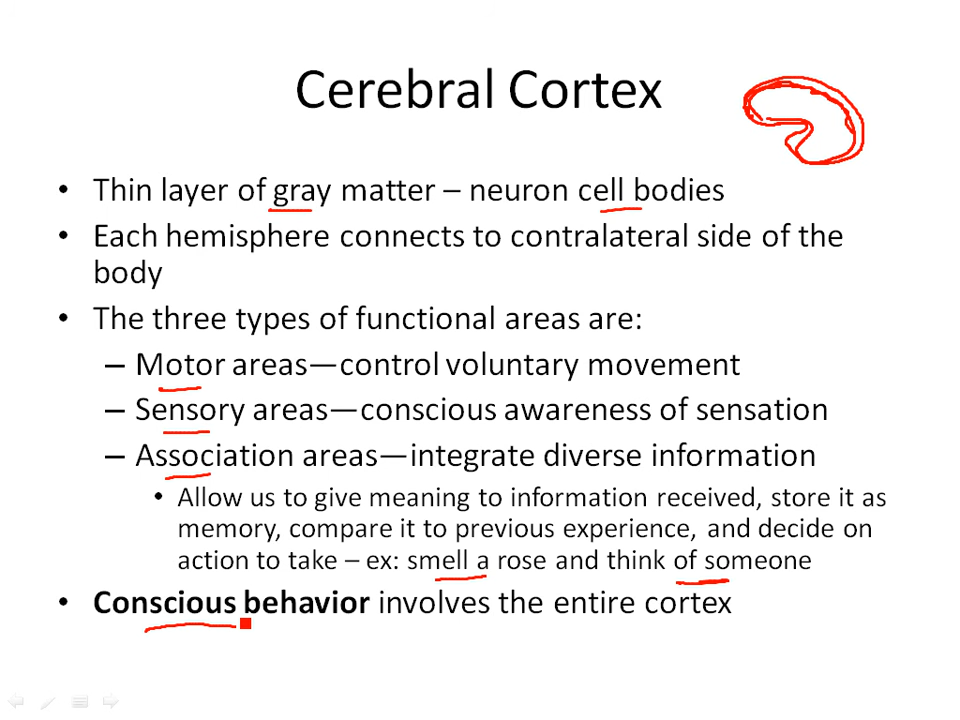 Cerebral Cortex
• Thin layer of gray matter – neuron cell bodies
• Each hemisphere connects to contralateral side of the
body
• The three types of functional areas are:
– Motor areas—control voluntary movement
– Sensory areas—conscious awareness of sensation
– Association areas—integrate diverse information
• Allow us to give meaning to information received, store it as
memory, compare it to previous experience, and decide on
action to take – ex: smell a rose and think of someone
• Conscious behavior involves the entire cortex